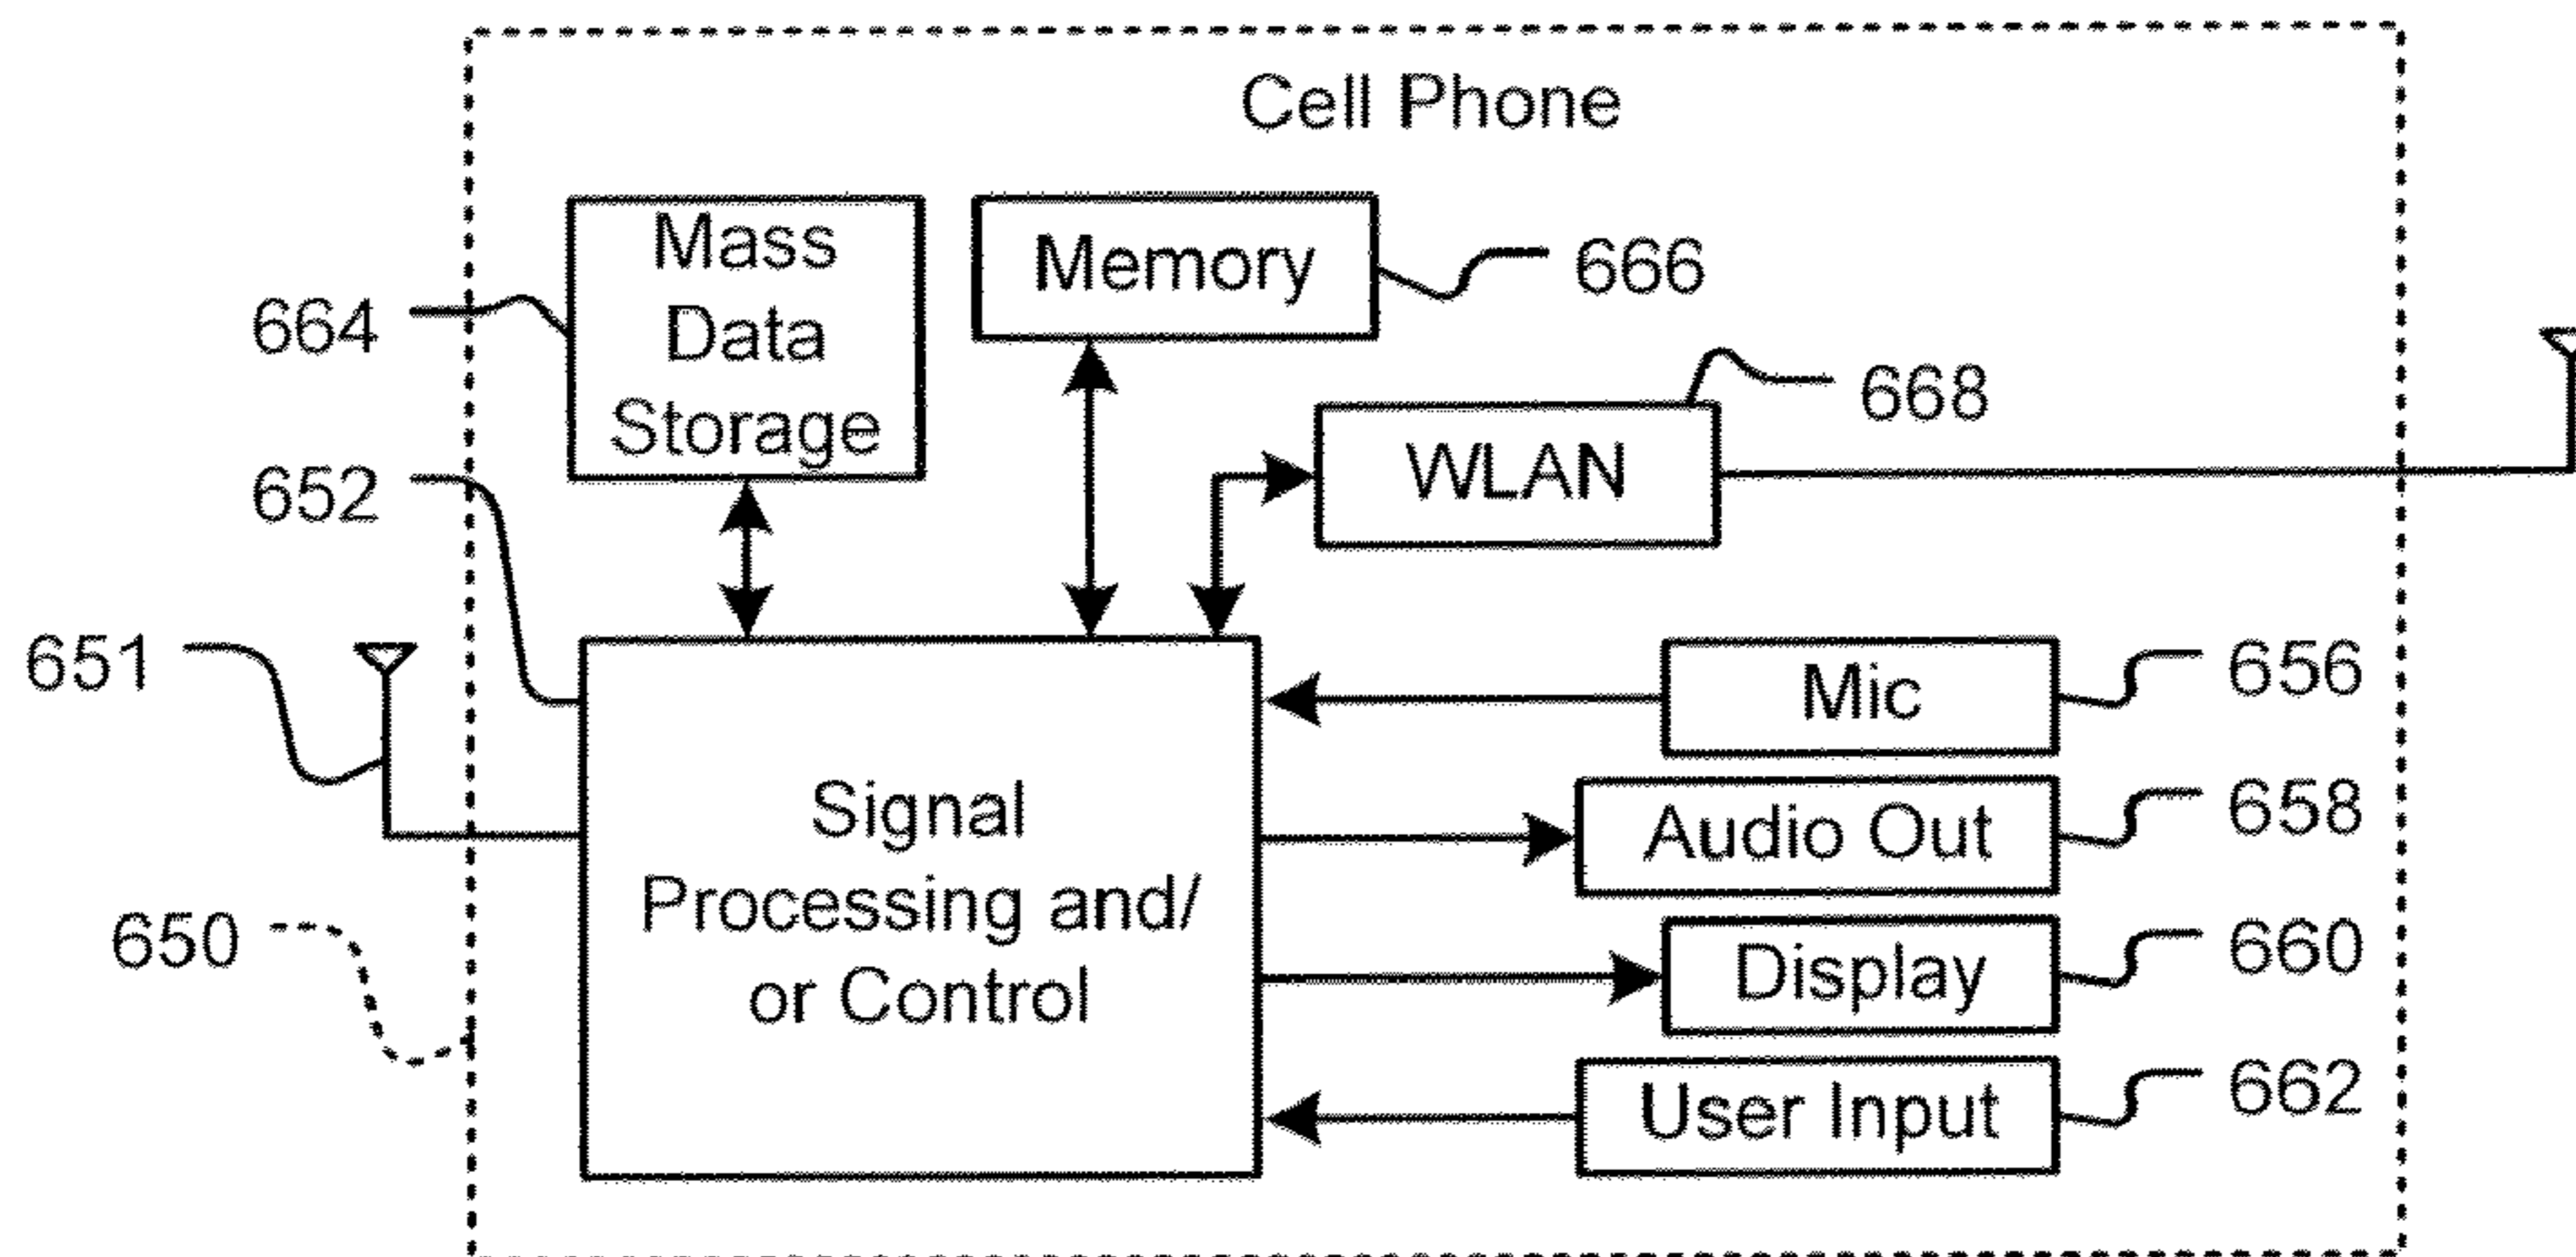 Cell Phone
Mass
Data
Storage
664
Memory
666
WLAN
668
652
651
650
Signal
Processing and/
or Control
Mic
656
Audio Out
658
Display
660
User Input
662